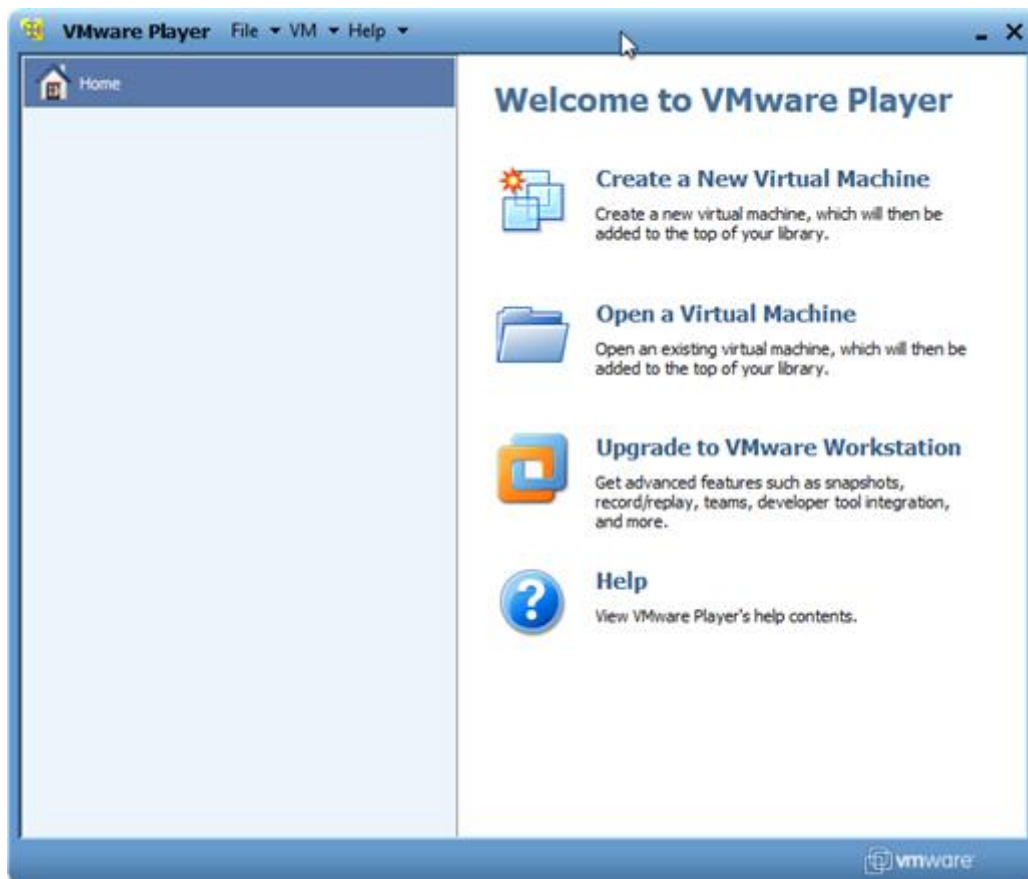 VMware Player File VM Help
Home
Welcome to VMware Player
Create a New Virtual Machine
Create a new virtual machine, which will then be
added to the top of your library.
Open a Virtual Machine
Open an existing virtual machine, which will then be
added to the top of your library.
Upgrade to VMware Workstation
Get advanced features such as snapshots,
record/replay, teams, developer tool integration,
and more.
?
Help
View VMware Player's help contents.
vmware